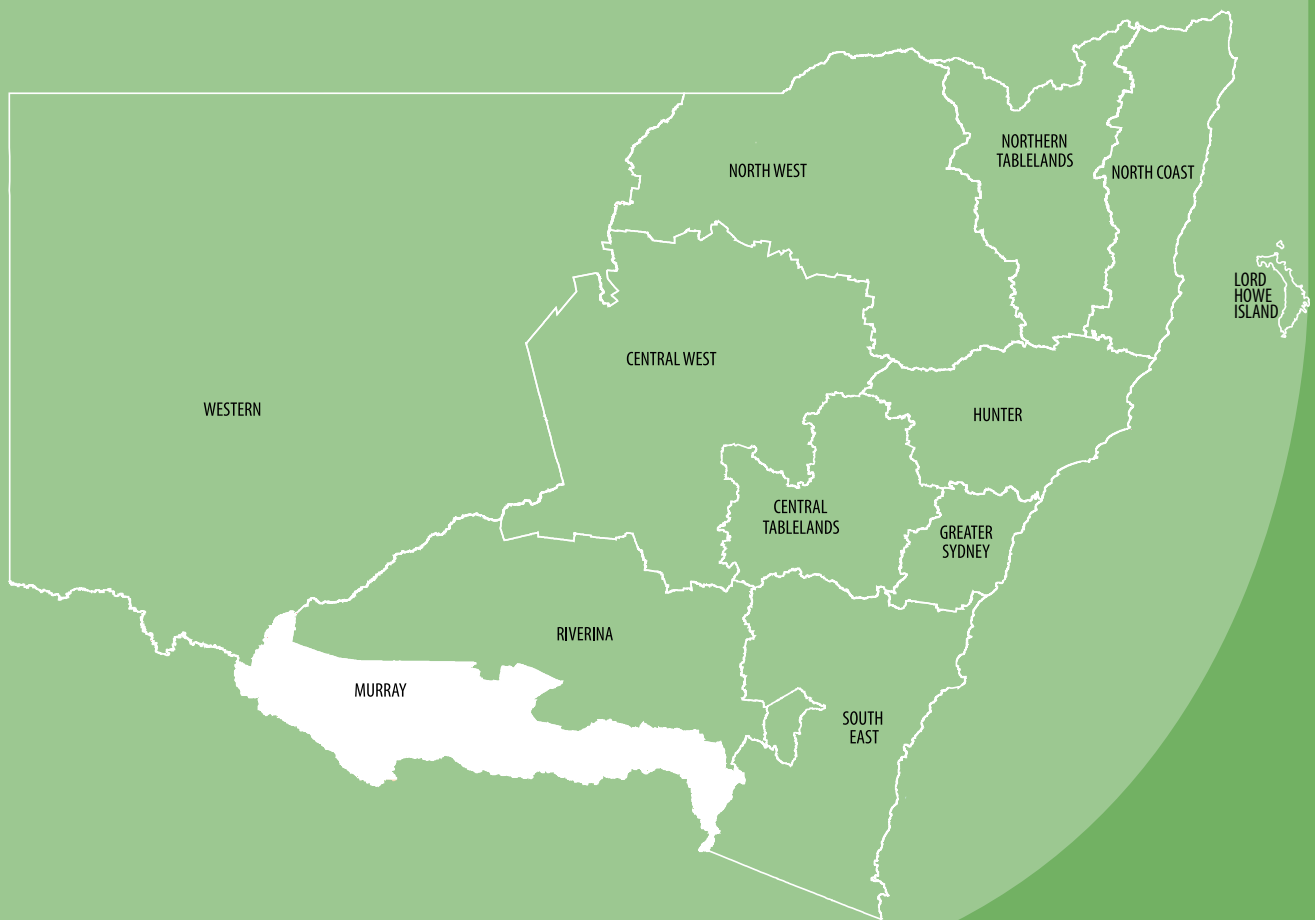 NORTHERN
TABLELANDS
NORTH WEST
NORTH COAST
LORD
HOWE
ISLAND
CENTRAL WEST
WESTERN
HUNTER
CENTRAL
TABLELANDS
GREATER
SYDNEY
RIVERINA
MURRAY
SOUTH
EAST